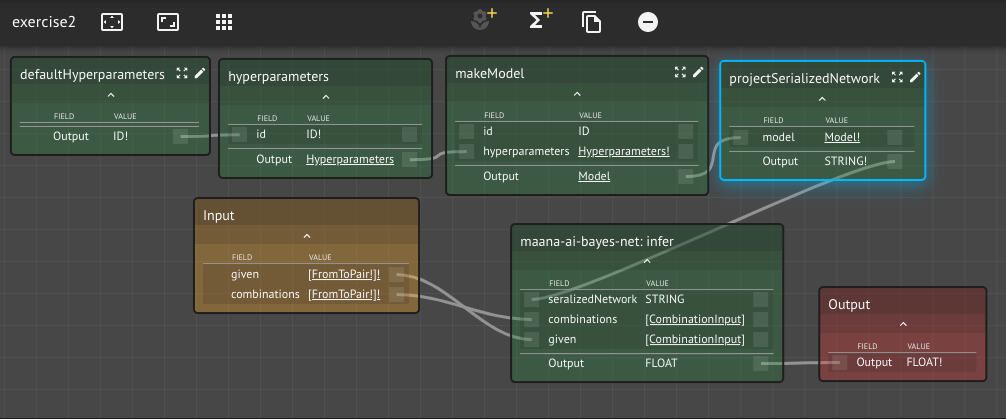 exercise2
defaultHyperparameters
FIELD VALUE
Output ID!
hyperparameters
FIELD VALUE
id ID!
Output Hyperparameters
makeModel
FIELD VALUE
id ID
hyperparameters Hyperparameters!
Output Model
projectSerializedNetwork
FIELD VALUE
model Model!
Output STRING!
Input
FIELD VALUE
given [FromToPair!]!
combinations [FromToPair!]!
maana-ai-bayes-net: infer
FIELD VALUE
seralizedNetwork STRING
combinations [CombinationInput]
given [CombinationInput]
Output FLOAT
Output
FIELD VALUE
Output FLOAT!